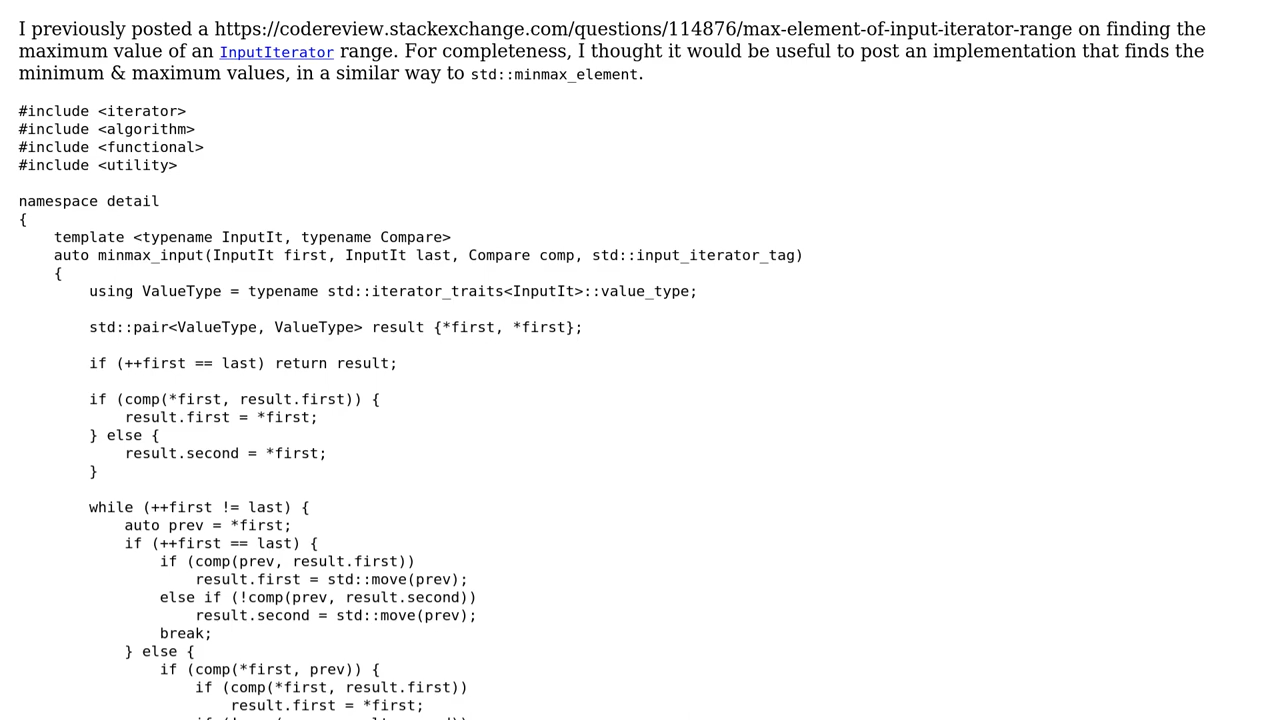 I previously posted a https://codereview.stackexchange.com/questions/114876/max-element-of-input-iterator-range on finding the
maximum value of an InputIterator range. For completeness, I thought it would be useful to post an implementation that finds the
minimum & maximum values, in a similar way to std::minmax_element.
#include <iterator>
#include <algorithm>
#include <functional>
#include <utility>
namespace detail
{
    template <typename InputIt, typename Compare>
    auto minmax_input(InputIt first, InputIt last, Compare comp, std::input_iterator_tag)
    {
        using ValueType = typename std::iterator_traits<InputIt>::value_type;
        std::pair<ValueType, ValueType> result {*first, *first};
        if (++first == last) return result;
        if (comp(*first, result.first)) {
            result.first = *first;
        } else {
            result.second = *first;
        }
        while (++first != last) {
            auto prev = *first;
            if (++first == last) {
                if (comp(prev, result.first))
                    result.first = std::move(prev);
                else if (!comp(prev, result.second))
                    result.second = std::move(prev);
                break;
            } else {
                if (comp(*first, prev)) {
                    if (comp(*first, result.first))
                        result.first = *first;